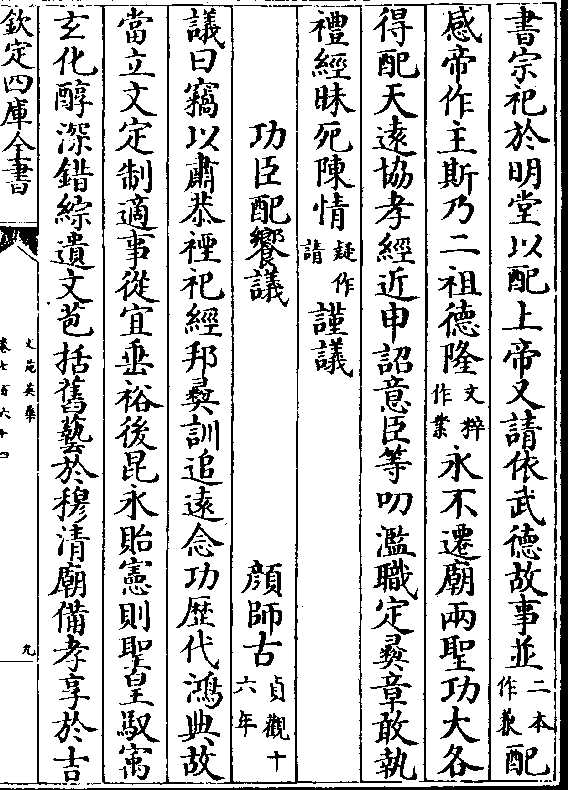 書宗祀於明堂以配上帝又請依武德故事並二本作兼配
感帝作主斯乃二祖德隆文粹作業永不遷廟兩聖功大各
得配天遠協孝經近申詔意臣等叨濫職定彞章敢執
禮經昧死陳情疑作請謹議
功臣配饗議 顔師古貞觀十六年
議曰竊以肅恭禋祀經邦彞訓追遠念功歴代鴻典故
當立文定制適事從宜垂裕後昆永貽憲則聖皇馭㝢
玄化醇深錯綜遺文苞括舊藝於穆清廟備孝享於吉
欽定四庫全書
文苑英華
卷七百六十四
九